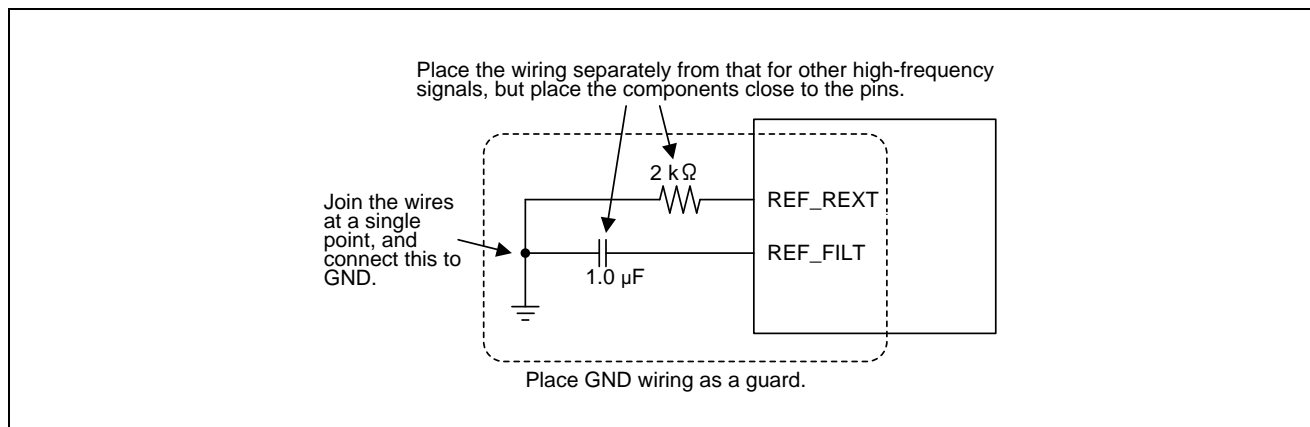 Place the wiring separately from that for other high-frequency
signals, but place the components close to the pins.
2 kΩ
REF_REXT
Join the wires
at a single
point, and
connect this to
GND.
REF_FILT
1.0 µF
Place GND wiring as a guard.